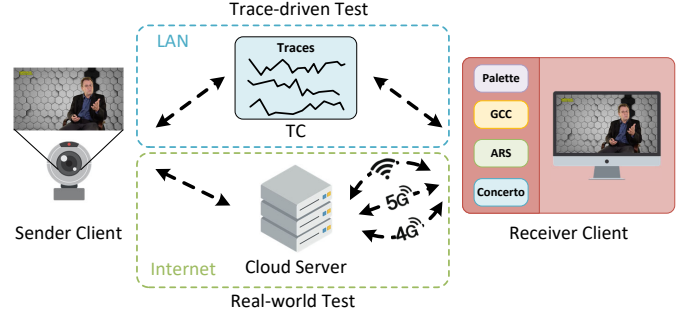 Trace-driven Test
LAN
Traces
TC
Palette
GCC
ARS
Concerto
5G
4G
Sender Client
Receiver Client
Cloud Server
Internet
Real-world Test